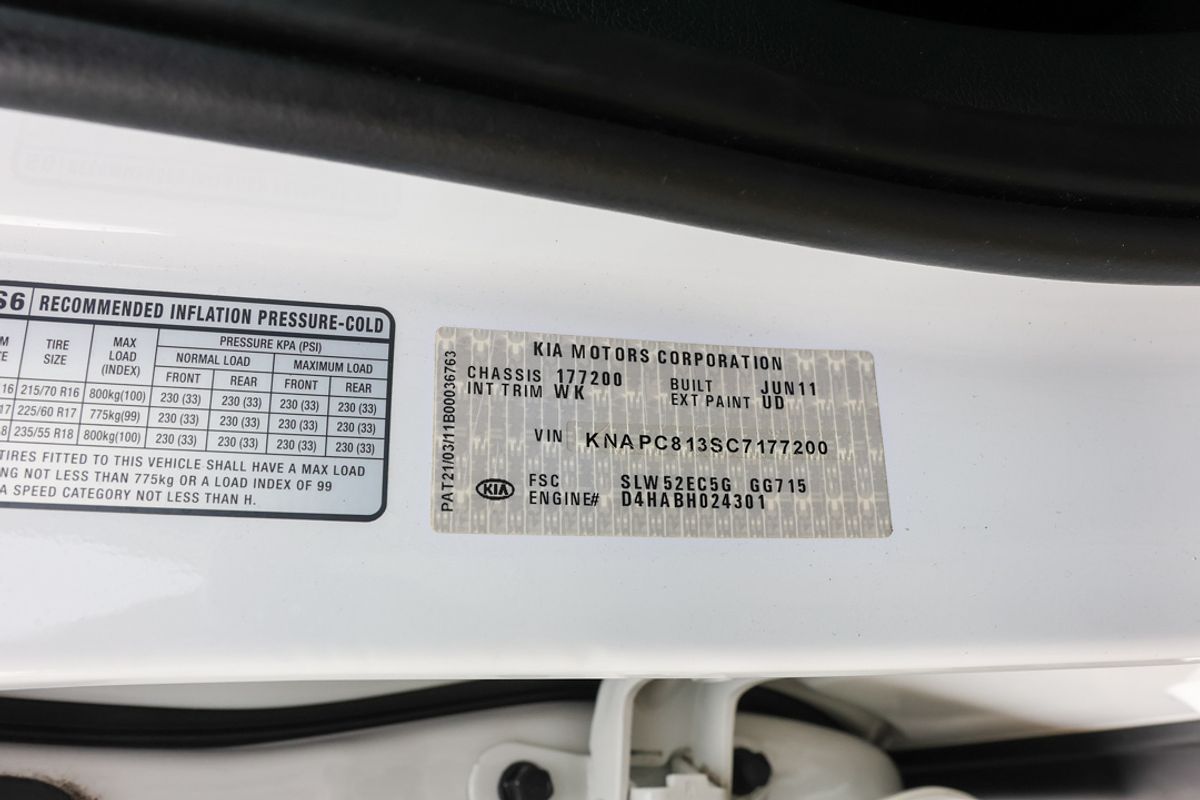 S6 RECOMMENDED INFLATION PRESSURE-COLD
TIRE SIZE MAX LOAD (INDEX) PRESSURE KPA (PSI)
NORMAL LOAD MAXIMUM LOAD
FRONT REAR FRONT REAR
16 215/70 R16 800kg(100) 230 (33) 230 (33) 230 (33) 230 (33)
17 225/60 R17 775kg(99) 230 (33) 230 (33) 230 (33) 230 (33)
8 235/55 R18 800kg(100) 230 (33) 230 (33) 230 (33) 230 (33)
TIRES FITTED TO THIS VEHICLE SHALL HAVE A MAX LOAD
NOT LESS THAN 775kg OR A LOAD INDEX OF 99
A SPEED CATEGORY NOT LESS THAN H.
PAT21/03/11B00036763
KIA MOTORS CORPORATION
CHASSIS 177200 BUILT JUN11
INT TRIM WK EXT PAINT UD
VIN KNAPC813SC7177200
KIA FSC SLW52EC5G GG715
ENGINE# D4HABH024301